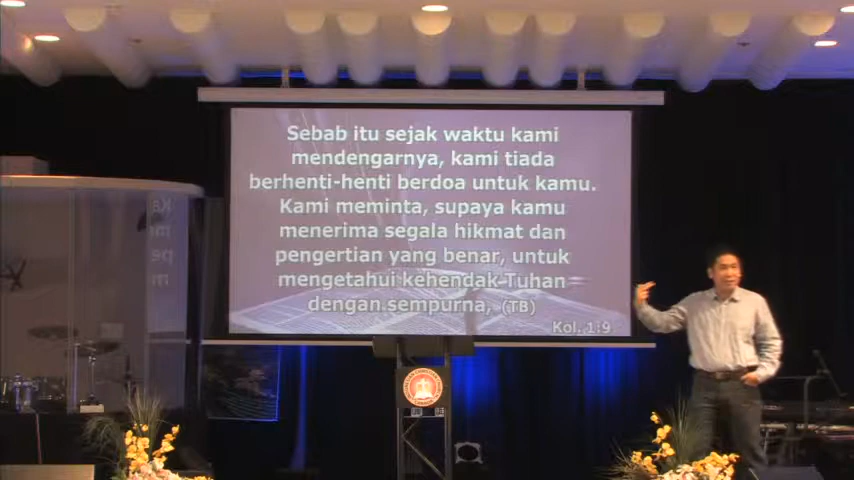 Sebab itu sejak waktu kami
mendengarnya, kami tiada
berhenti-henti berdoa untuk kamu.
Kami meminta, supaya kamu
menerima segala hikmat dan
pengertian yang benar, untuk
mengetahui kehendak Tuhan
dengan sempurna, (TB)
Kol. 1:9